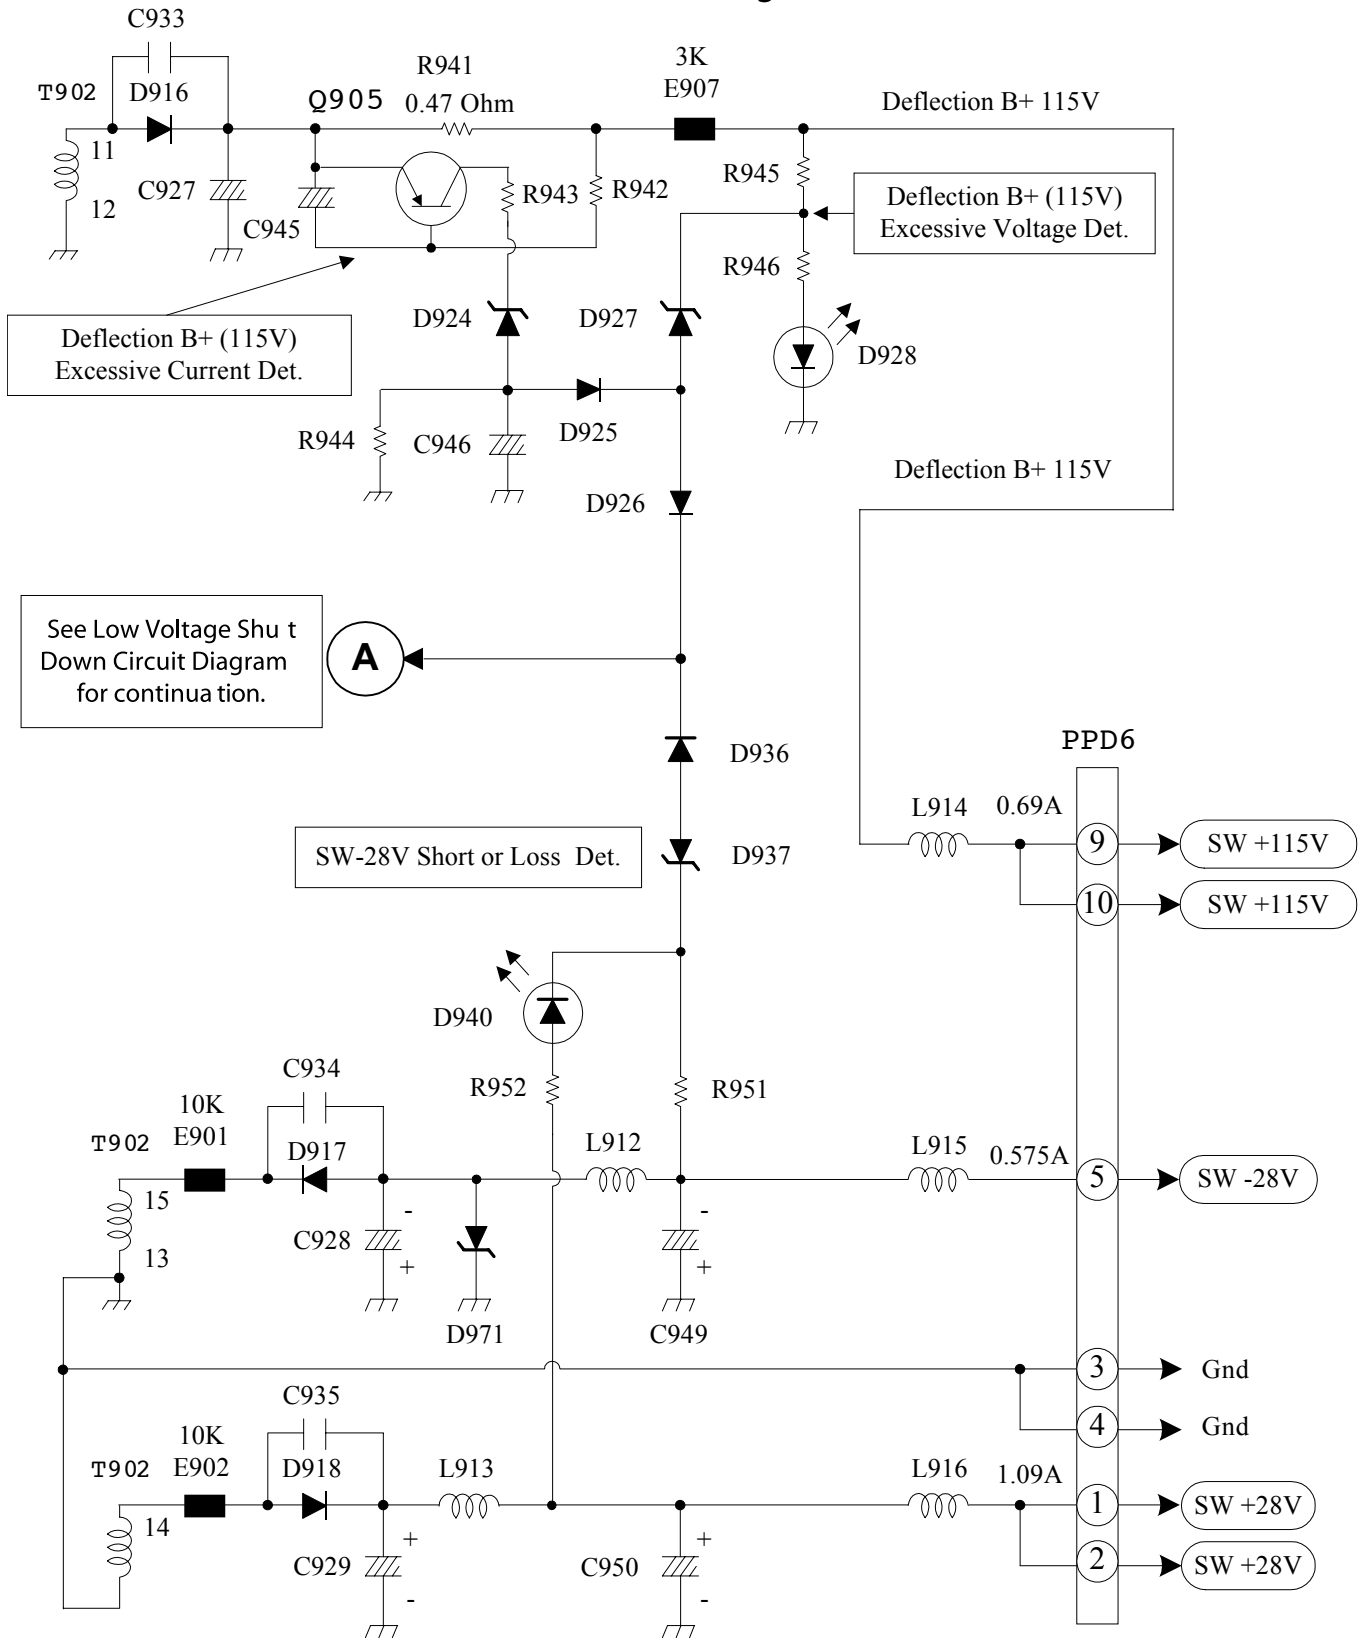 g
C933
T902
D916
Q905
R941
0.47 Ohm
3K
E907
Deflection B+ 115V
11
12
C927
C945
R943
R942
R945
Deflection B+ (115V)
Excessive Voltage Det.
R946
Deflection B+ (115V)
Excessive Current Det.
D924
D927
D928
R944
C946
D925
Deflection B+ 115V
D926
See Low Voltage Shu t
Down Circuit Diagram
for continua tion.
A
PPD6
D936
L914
0.69A
9
SW +115V
SW-28V Short or Loss Det.
D937
10
SW +115V
D940
C934
R952
R951
10K
E901
T902
D917
L912
L915
0.575A
5
SW -28V
15
13
C928
-
+
D971
-
+
C949
3
Gnd
C935
4
Gnd
10K
E902
T902
D918
L913
L916
1.09A
1
SW +28V
14
C929
+
-
C950
+
-
2
SW +28V